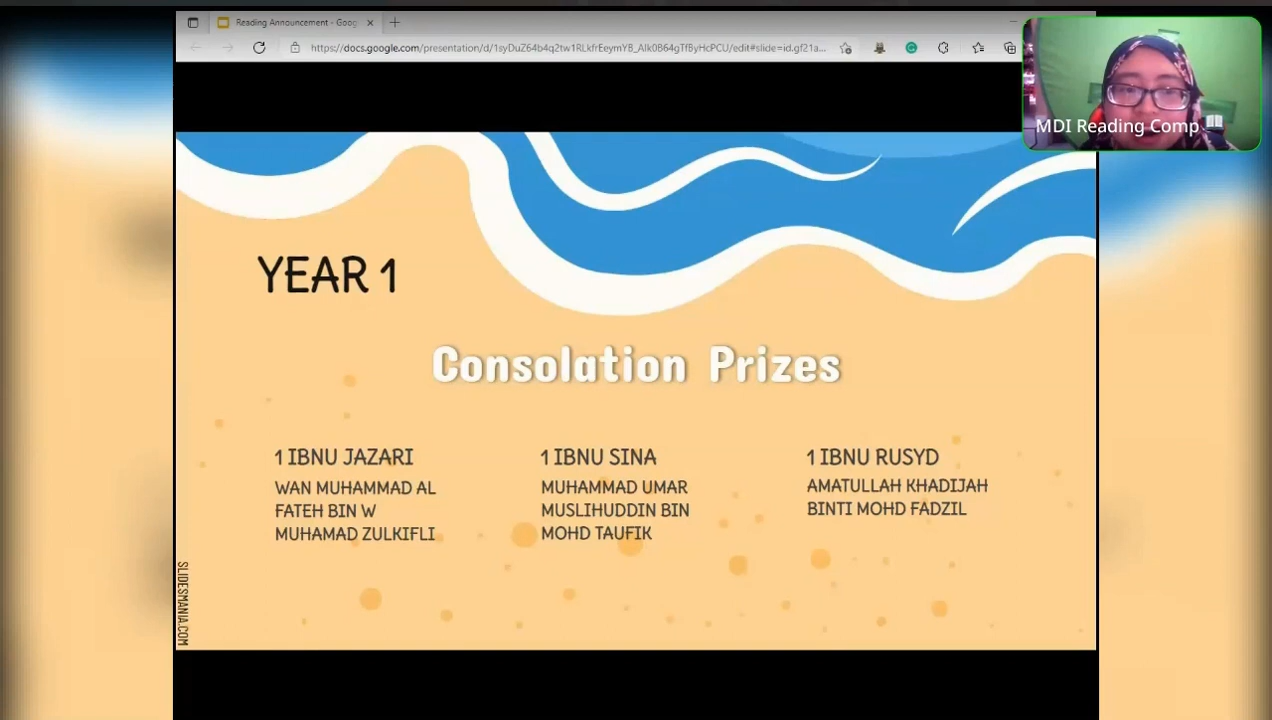 Reading Announcement - Goog
https://docs.google.com/presentation/d/1syDuZ64b4q2tw1RLkfrEeymYB_Alk0B64gTfByHcPCU/edit#slide=id.gf21a...
MDI Reading Comp
YEAR 1
Consolation Prizes
1 IBNU JAZARI
WAN MUHAMMAD AL
FATEH BIN W
MUHAMAD ZULKIFLI
1 IBNU SINA
MUHAMMAD UMAR
MUSLIHUDDIN BIN
MOHD TAUFIK
1 IBNU RUSYD
AMATULLAH KHADIJAH
BINTI MOHD FADZIL
SLIDESMANIA.COM